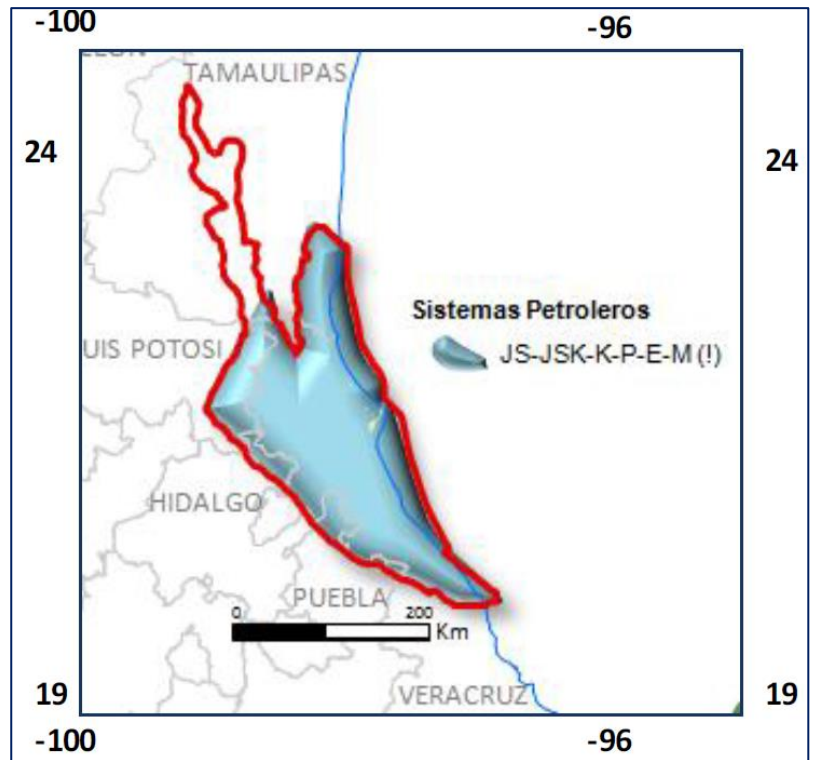 -100
-96
TAMAULIPAS
24
24
Sistemas Petroleros
JS-JSK-K-P-E-M (!)
UIS POTOSI
HIDALGO
PUEBLA
0 200
Km
19
VERACRUZ
19
-100
-96